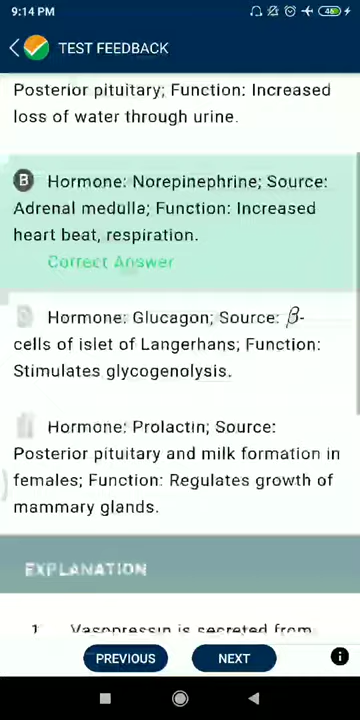 9:14 PM
46
TEST FEEDBACK
Posterior pituitary; Function: Increased
loss of water through urine.
B Hormone: Norepinephrine; Source:
Adrenal medulla; Function: Increased
heart beat, respiration.
Correct Answer
Hormone: Glucagon; Source: β-
cells of islet of Langerhans; Function:
Stimulates glycogenolysis.
Hormone: Prolactin; Source:
Posterior pituitary and milk formation in
females; Function: Regulates growth of
mammary glands.
EXPLANATION
1 Vasopressin is secreted from
PREVIOUS
NEXT